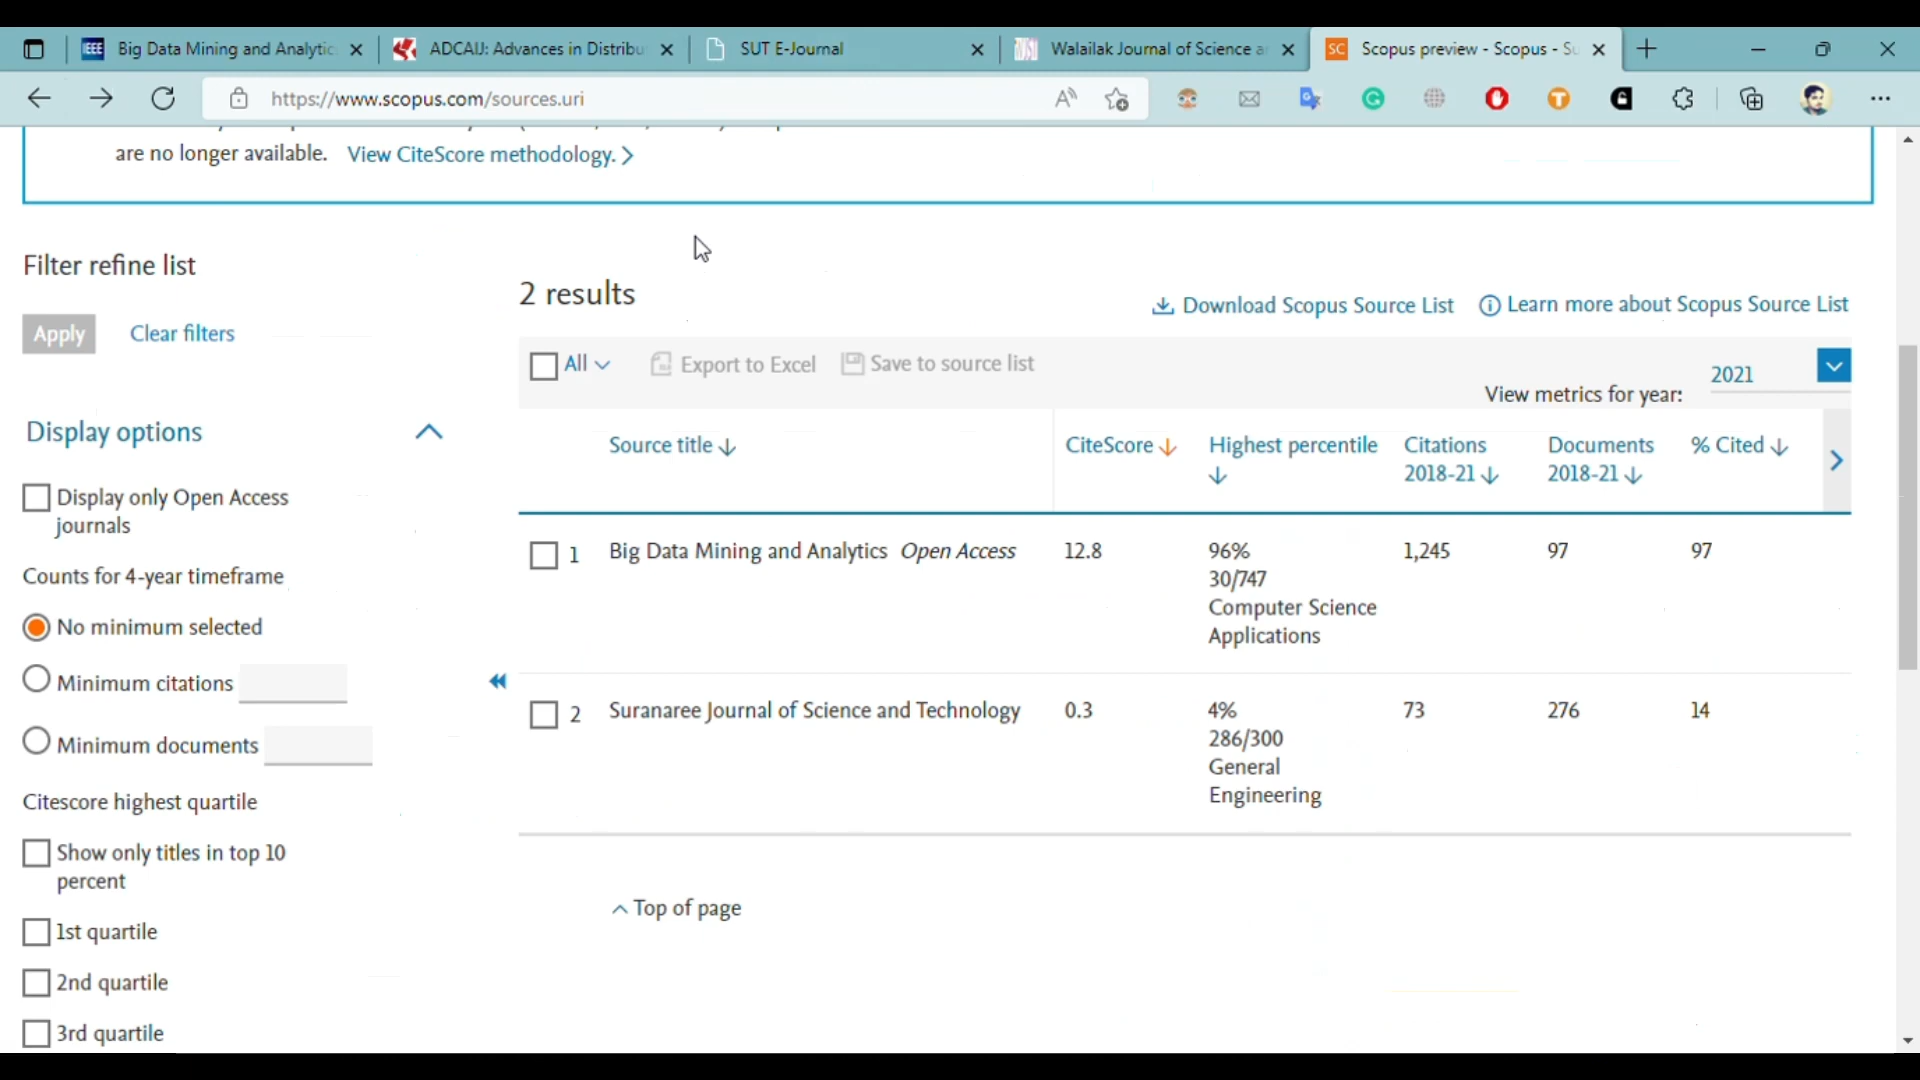 Big Data Mining and Analytic
ADCAIJ: Advances in Distribu
SUT E-Journal
Walailak Journal of Science a
SC Scopus preview - Scopus - Su
https://www.scopus.com/sources.uri
are no longer available. View CiteScore methodology. >
Filter refine list
Apply Clear filters
Display options
Display only Open Access
journals
Counts for 4-year timeframe
No minimum selected
Minimum citations
Minimum documents
Citescore highest quartile
Show only titles in top 10
percent
1st quartile
2nd quartile
3rd quartile
2 results
Download Scopus Source List Learn more about Scopus Source List
All Export to Excel Save to source list
View metrics for year: 2021
Source title ↓ CiteScore ↓ Highest percentile ↓ Citations 2018-21 ↓ Documents 2018-21 ↓ % Cited ↓
1 Big Data Mining and Analytics Open Access 12.8 96% 1,245 97 97
30/747
Computer Science
Applications
2 Suranaree Journal of Science and Technology 0.3 4% 73 276 14
286/300
General
Engineering
Top of page